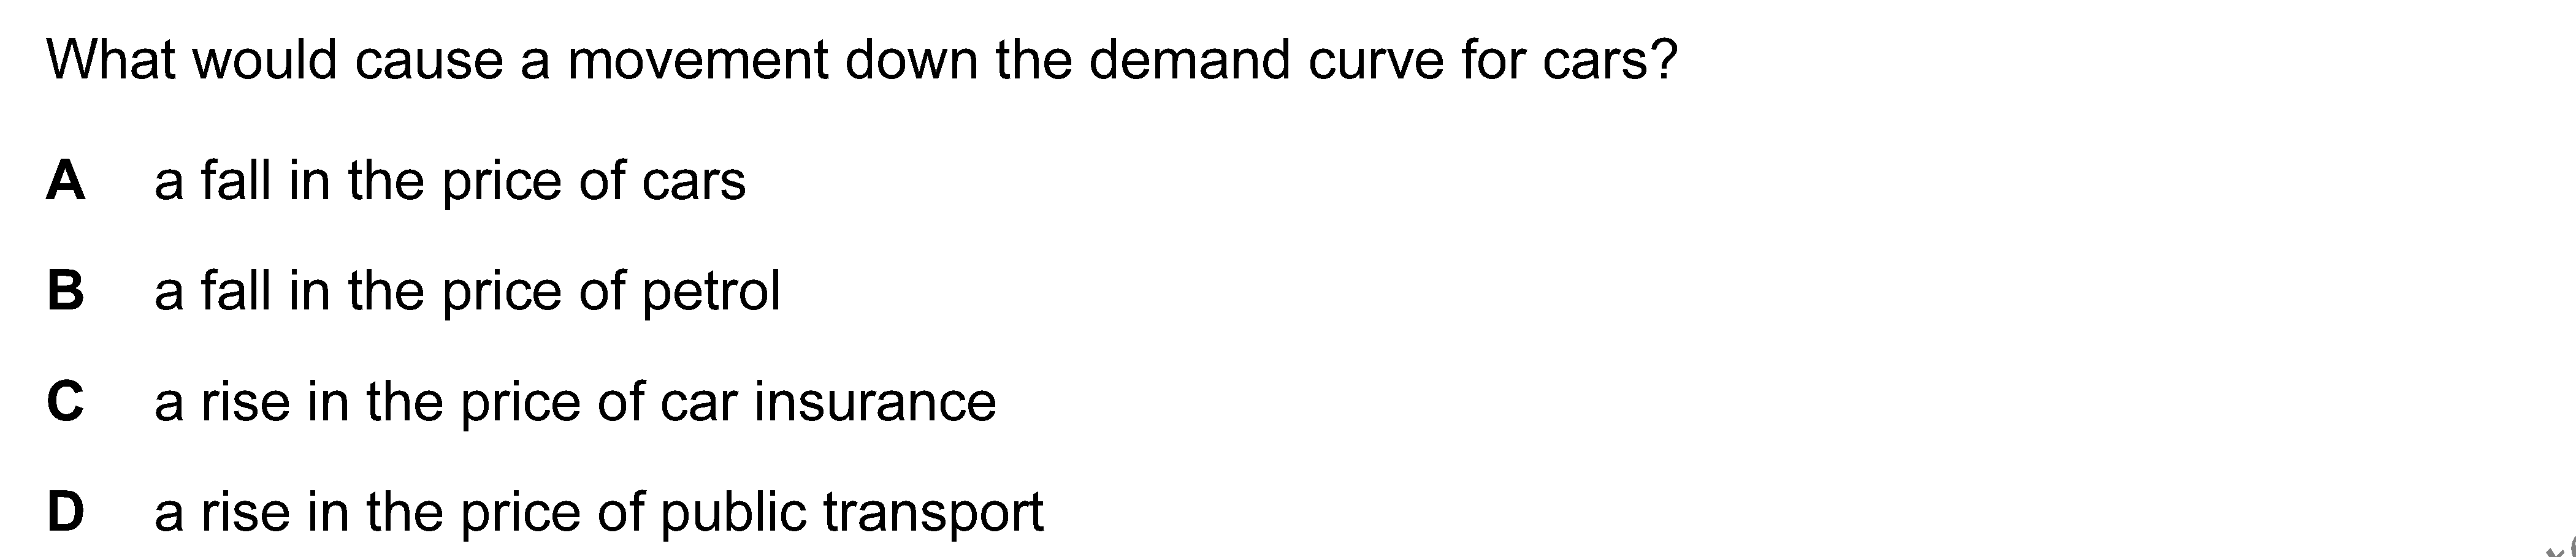 What would cause a movement down the demand curve for cars?
A a fall in the price of cars
B a fall in the price of petrol
C a rise in the price of car insurance
D a rise in the price of public transport